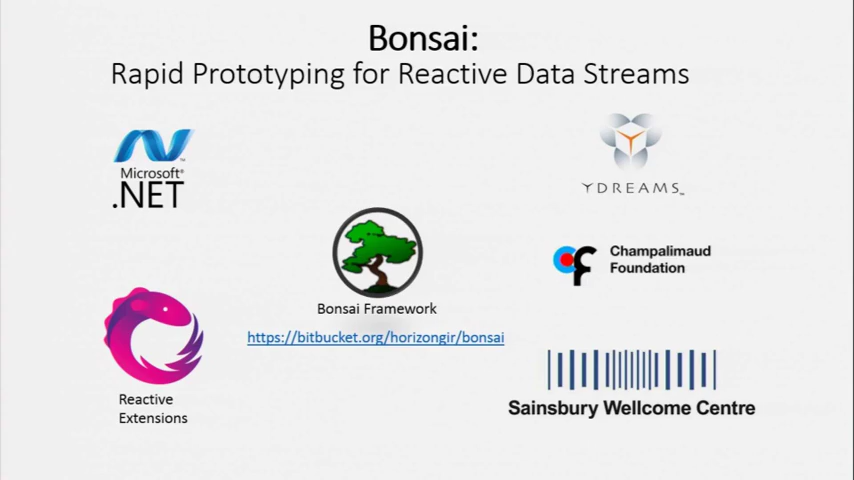 Bonsai:
Rapid Prototyping for Reactive Data Streams
Microsoft®
.NET
YDREAMS™
Bonsai Framework
https://bitbucket.org/horizongir/bonsai
Champalimaud
Foundation
Reactive
Extensions
Sainsbury Wellcome Centre